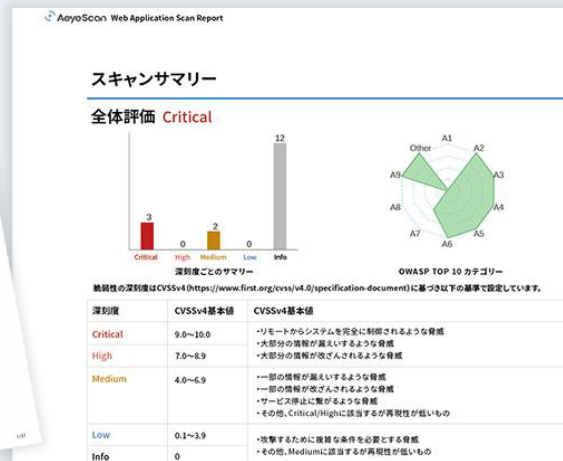 AeyeScan Web Application Scan Report
スキャンサマリー
全体評価 Critical
3
0
2
0
12
Critical
High
Medium
Low
Info
深刻度ごとのサマリー
A1
A2
A3
A4
A5
A6
A7
A8
A9
Other
OWASP TOP 10 カテゴリー
脆弱性の深刻度はCVSSv4(https://www.first.org/cvss/v4.0/specification-document)に基づき以下の基準で設定しています。
深刻度 CVSSv4基本値 CVSSv4基本値
Critical 9.0〜10.0
・リモートからシステムを完全に制御されるような脅威
・大部分の情報が漏えいするような脅威
High 7.0〜8.9
・大部分の情報が改ざんされるような脅威
Medium 4.0〜6.9
・一部の情報が漏えいするような脅威
・一部の情報が改ざんされるような脅威
・サービス停止に繋がるような脅威
・その他、Critical/Highに該当するが再現性が低いもの
Low 0.1〜3.9
・攻撃するために複雑な条件を必要とする脅威
・その他、Mediumに該当するが再現性が低いもの
Info 0